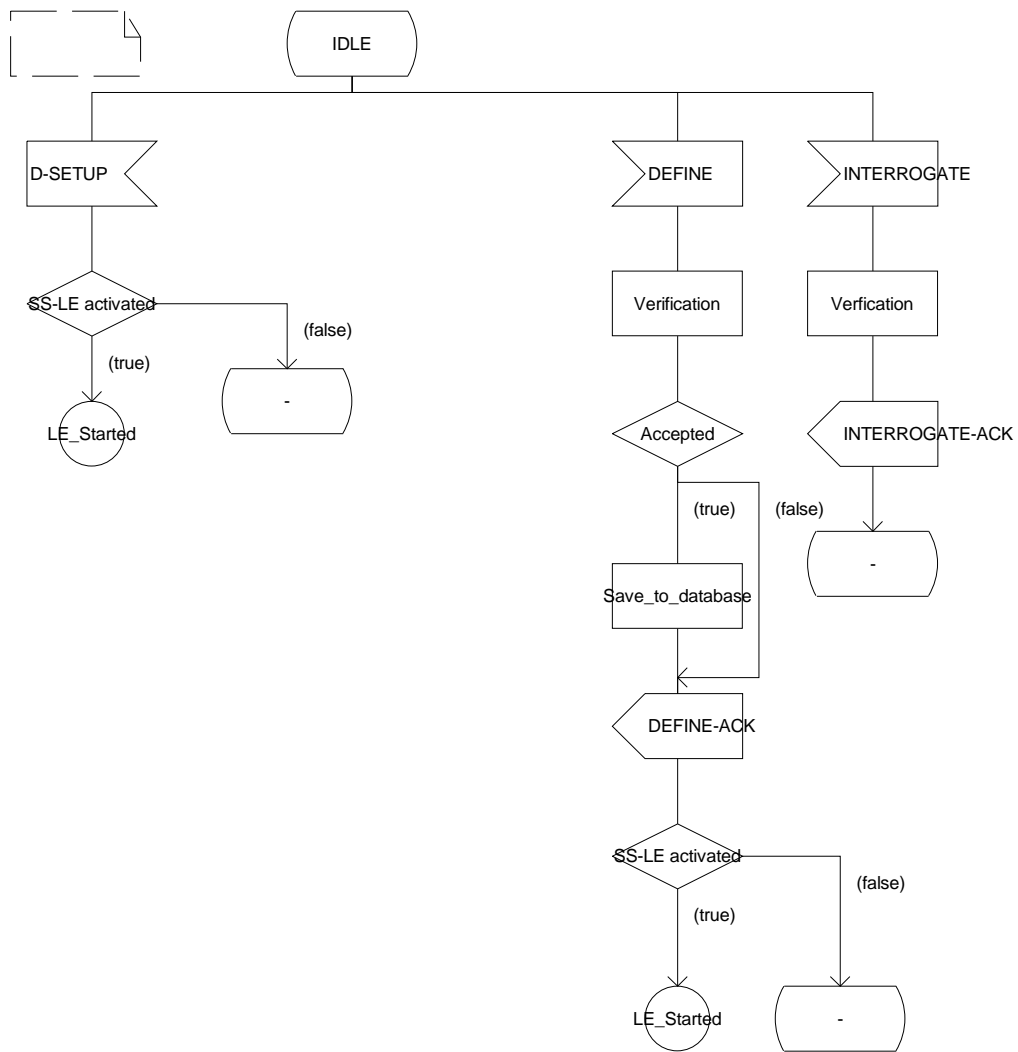 IDLE
D-SETUP
DEFINE
INTERROGATE
SS-LE activated
Verification
Verfication
(false)
(true)
-
LE_Started
Accepted
INTERROGATE-ACK
(true)
(false)
-
Save_to_database
DEFINE-ACK
SS-LE activated
(false)
(true)
LE_Started
-